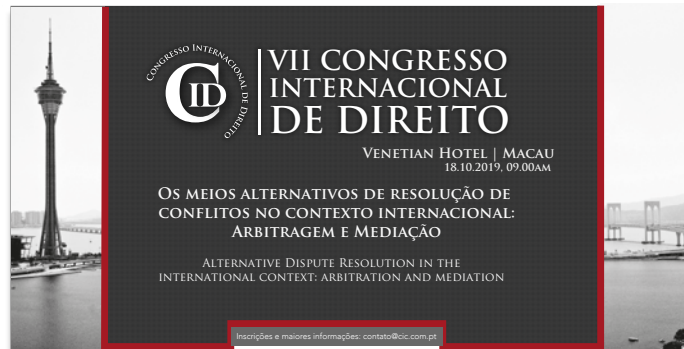 Congresso Internacional de Direito
CID
VII Congresso
Internacional
de Direito
Venetian Hotel | Macau
18.10.2019, 09.00am
Os meios alternativos de resolução de
conflitos no contexto internacional:
Arbitragem e Mediação
Alternative Dispute Resolution in the
international context: arbitration and mediation
Inscrições e maiores informações: contato@cic.com.pt